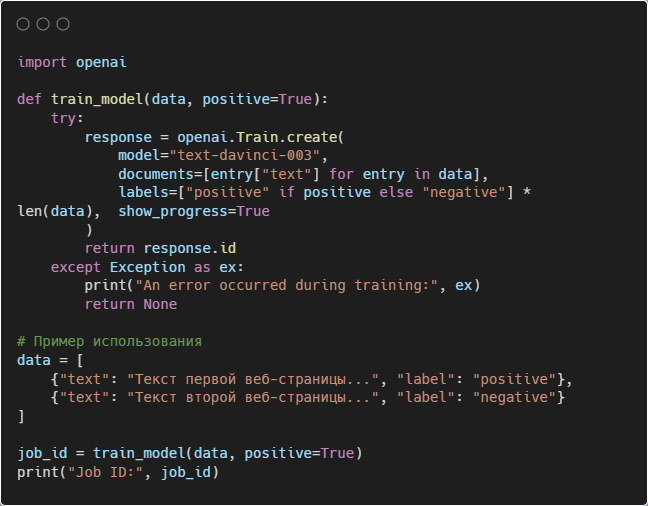 import openai

def train_model(data, positive=True):
    try:
        response = openai.Train.create(
            model="text-davinci-003",
            documents=[entry["text"] for entry in data],
            labels=["positive" if positive else "negative"] *
len(data),  show_progress=True
        )
        return response.id
    except Exception as ex:
        print("An error occurred during training:", ex)
        return None

# Пример использования
data = [
    {"text": "Текст первой веб-страницы...", "label": "positive"},
    {"text": "Текст второй веб-страницы...", "label": "negative"}
]

job_id = train_model(data, positive=True)
print("Job ID:", job_id)